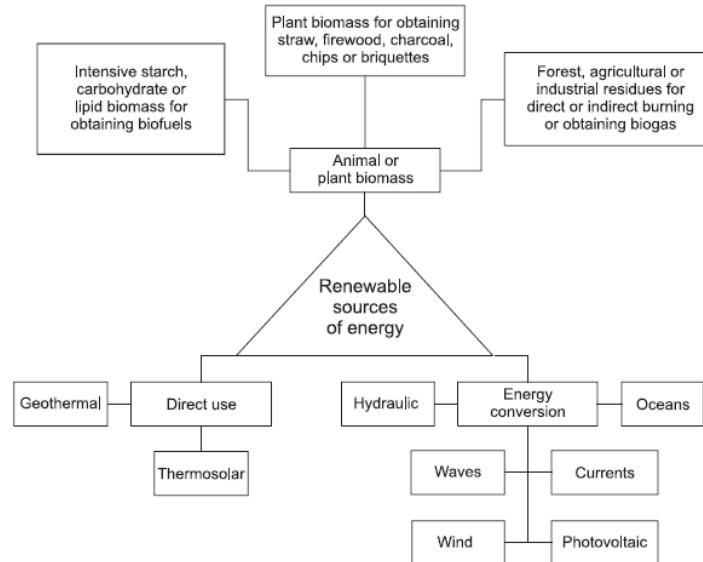 Plant biomass for obtaining
straw, firewood, charcoal,
chips or briquettes
Intensive starch,
carbohydrate or
lipid biomass for
obtaining biofuels
Forest, agricultural or
industrial residues for
direct or indirect burning
or obtaining biogas
Animal or
plant biomass
Renewable
sources
of energy
Geothermal
Direct use
Hydraulic
Energy
conversion
Oceans
Thermosolar
Waves
Currents
Wind
Photovoltaic